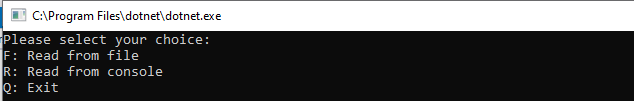 C:\Program Files\dotnet\dotnet.exe
Please select your choice:
F: Read from file
R: Read from console
Q: Exit